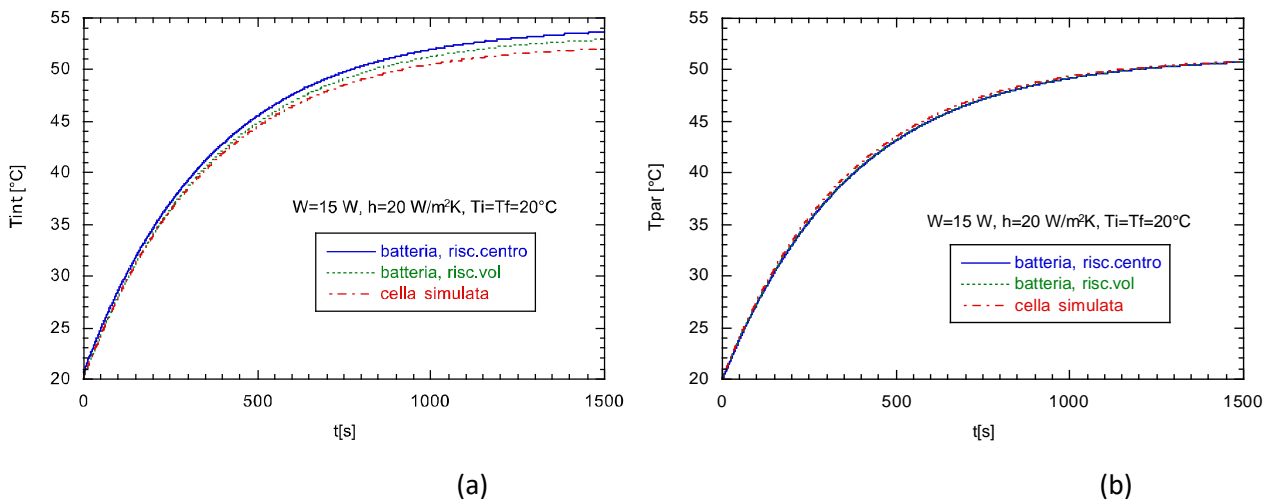 55
50
45
40
35
30
25
20
Tint [°C]
W=15 W, h=20 W/m²K, Ti=Tf=20°C
batteria, risc.centro
batteria, risc.vol
cella simulata
0
500
1000
1500
t[s]
(a)
55
50
45
40
35
30
25
20
Tpar [°C]
W=15 W, h=20 W/m²K, Ti=Tf=20°C
batteria, risc.centro
batteria, risc.vol
cella simulata
0
500
1000
1500
t[s]
(b)